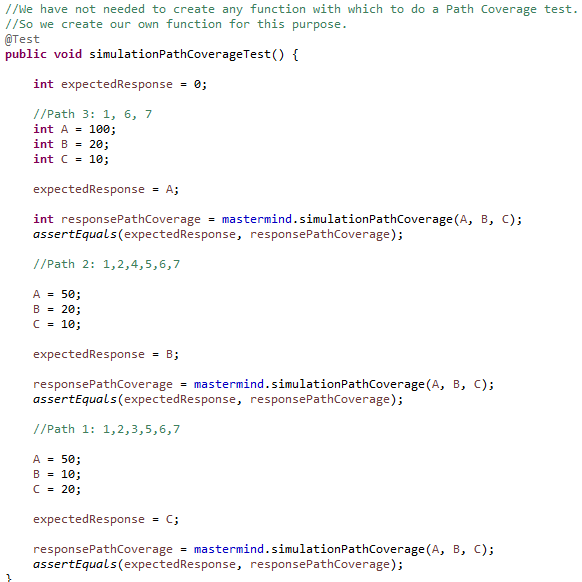 //We have not needed to create any function with which to do a Path Coverage test.
//So we create our own function for this purpose.
@Test
public void simulationPathCoverageTest() {
int expectedResponse = 0;
//Path 3: 1, 6, 7
int A = 100;
int B = 20;
int C = 10;
expectedResponse = A;
int responsePathCoverage = mastermind.simulationPathCoverage(A, B, C);
assertEquals(expectedResponse, responsePathCoverage);
//Path 2: 1,2,4,5,6,7
A = 50;
B = 20;
C = 10;
expectedResponse = B;
responsePathCoverage = mastermind.simulationPathCoverage(A, B, C);
assertEquals(expectedResponse, responsePathCoverage);
//Path 1: 1,2,3,5,6,7
A = 50;
B = 10;
C = 20;
expectedResponse = C;
responsePathCoverage = mastermind.simulationPathCoverage(A, B, C);
assertEquals(expectedResponse, responsePathCoverage);
}